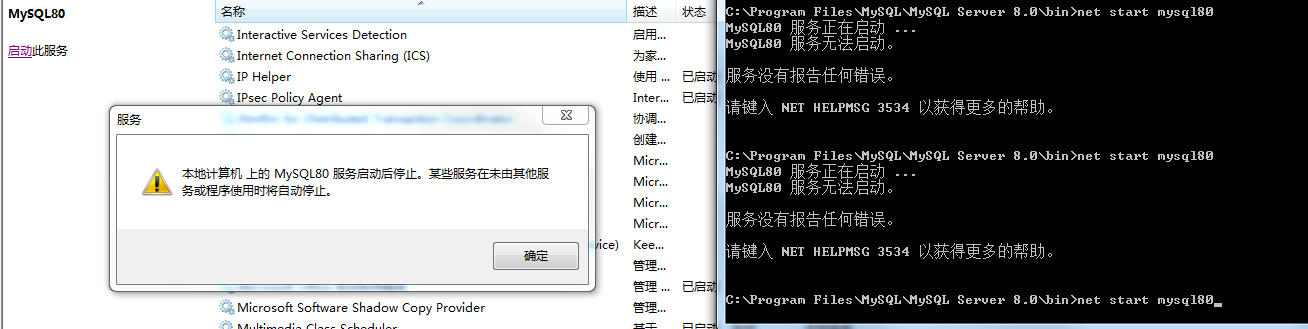 MySQL80
启动此服务
名称 描述 状态
Interactive Services Detection 启用...
Internet Connection Sharing (ICS) 为家...
IP Helper 使用 ... 已启动
IPsec Policy Agent Inter... 已启动
协调...
创建...
Micr...
Micr...
Micr...
Micr...
vice) Kee...
管理...
管理 ... 已启动
Microsoft Software Shadow Copy Provider 管理...
Multimedia Class Scheduler 基于 已启动
服务
本地计算机 上的 MySQL80 服务启动后停止。某些服务在未由其他服
务或程序使用时将自动停止。
确定
C:\Program Files\MySQL\MySQL Server 8.0\bin>net start mysql80
MySQL80 服务正在启动 ...
MySQL80 服务无法启动。
服务没有报告任何错误。
请键入 NET HELPMSG 3534 以获得更多的帮助。
C:\Program Files\MySQL\MySQL Server 8.0\bin>net start mysql80
MySQL80 服务正在启动 ...
MySQL80 服务无法启动。
服务没有报告任何错误。
请键入 NET HELPMSG 3534 以获得更多的帮助。
C:\Program Files\MySQL\MySQL Server 8.0\bin>net start mysql80_